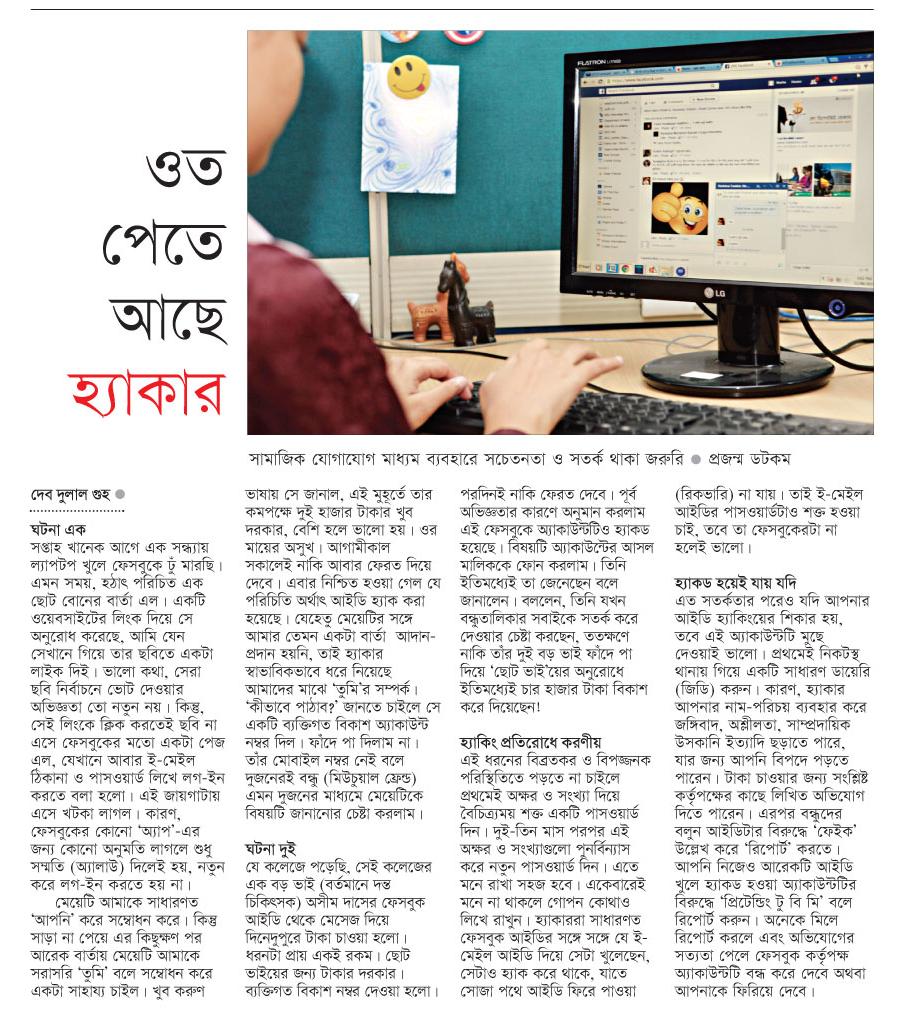 ওত
পেতে
আছে
হ্যাকার
FLATRON
LG
সামাজিক যোগাযোগ মাধ্যম ব্যবহারে সচেতনতা ও সতর্ক থাকা জরুরি ● প্রজন্ম ডটকম
দেব দুলাল গুহ ●
ঘটনা এক
সপ্তাহ খানেক আগে এক সন্ধ্যায়
ল্যাপটপ খুলে ফেসবুকে ঢুঁ মারছি।
এমন সময়, হঠাৎ পরিচিত এক
ছোট বোনের বার্তা এল। একটি
ওয়েবসাইটের লিংক দিয়ে সে
অনুরোধ করেছে, আমি যেন
সেখানে গিয়ে তার ছবিতে একটা
লাইক দিই। ভালো কথা, সেরা
ছবি নির্বাচনে ভোট দেওয়ার
অভিজ্ঞতা তো নতুন নয়। কিন্তু,
সেই লিংকে ক্লিক করতেই ছবি না
এসে ফেসবুকের মতো একটা পেজ
এল, যেখানে আবার ই-মেইল
ঠিকানা ও পাসওয়ার্ড লিখে লগ-ইন
করতে বলা হলো। এই জায়গাটায়
এসে খটকা লাগল। কারণ,
ফেসবুকের কোনো ‘অ্যাপ’-এর
জন্য কোনো অনুমতি লাগলে শুধু
সম্মতি (অ্যালাউ) দিলেই হয়, নতুন
করে লগ-ইন করতে হয় না।
মেয়েটি আমাকে সাধারণত
‘আপনি’ করে সম্বোধন করে। কিন্তু
সাড়া না পেয়ে এর কিছুক্ষণ পর
আরেক বার্তায় মেয়েটি আমাকে
সরাসরি ‘তুমি’ বলে সম্বোধন করে
একটা সাহায্য চাইল। খুব করুণ
ভাষায় সে জানাল, এই মুহূর্তে তার
কমপক্ষে দুই হাজার টাকার খুব
দরকার, বেশি হলে ভালো হয়। ওর
মায়ের অসুখ। আগামীকাল
সকালেই নাকি আবার ফেরত দিয়ে
দেবে। এবার নিশ্চিত হওয়া গেল যে
পরিচিতি অর্থাৎ আইডি হ্যাক করা
হয়েছে। যেহেতু মেয়েটির সঙ্গে
আমার তেমন একটা বার্তা আদান-
প্রদান হয়নি, তাই হ্যাকার
স্বাভাবিকভাবে ধরে নিয়েছে
আমাদের মাঝে ‘তুমি’র সম্পর্ক।
‘কীভাবে পাঠাব?’ জানতে চাইলে সে
একটি ব্যক্তিগত বিকাশ অ্যাকাউন্ট
নম্বর দিল। ফাঁদে পা দিলাম না।
তাঁর মোবাইল নম্বর নেই বলে
দুজনেরই বন্ধু (মিউচুয়াল ফ্রেন্ড)
এমন দুজনের মাধ্যমে মেয়েটিকে
বিষয়টি জানানোর চেষ্টা করলাম।
ঘটনা দুই
যে কলেজে পড়েছি, সেই কলেজের
এক বড় ভাই (বর্তমানে দন্ত
চিকিৎসক) অসীম দাসের ফেসবুক
আইডি থেকে মেসেজ দিয়ে
দিনেদুপুরে টাকা চাওয়া হলো।
ধরনটা প্রায় একই রকম। ছোট
ভাইয়ের জন্য টাকার দরকার।
ব্যক্তিগত বিকাশ নম্বর দেওয়া হলো।
পরদিনই নাকি ফেরত দেবে। পূর্ব
অভিজ্ঞতার কারণে অনুমান করলাম
এই ফেসবুকে অ্যাকাউন্টটিও হ্যাকড
হয়েছে। বিষয়টি অ্যাকাউন্টের আসল
মালিককে ফোন করলাম। তিনি
ইতিমধ্যেই তা জেনেছেন বলে
জানালেন। বললেন, তিনি যখন
বন্ধুতালিকার সবাইকে সতর্ক করে
দেওয়ার চেষ্টা করছেন, ততক্ষণে
নাকি তাঁর দুই বড় ভাই ফাঁদে পা
দিয়ে ‘ছোট ভাই’য়ের অনুরোধে
ইতিমধ্যেই চার হাজার টাকা বিকাশ
করে দিয়েছেন!
হ্যাকিং প্রতিরোধে করণীয়
এই ধরনের বিব্রতকর ও বিপজ্জনক
পরিস্থিতিতে পড়তে না চাইলে
প্রথমেই অক্ষর ও সংখ্যা দিয়ে
বৈচিত্র্যময় শক্ত একটি পাসওয়ার্ড
দিন। দুই-তিন মাস পরপর এই
অক্ষর ও সংখ্যাগুলো পুনর্বিন্যাস
করে নতুন পাসওয়ার্ড দিন। এতে
মনে রাখা সহজ হবে। একেবারেই
মনে না থাকলে গোপন কোথাও
লিখে রাখুন। হ্যাকাররা সাধারণত
ফেসবুক আইডির সঙ্গে সঙ্গে যে ই-
মেইল আইডি দিয়ে সেটা খুলেছেন,
সেটাও হ্যাক করে থাকে, যাতে
সোজা পথে আইডি ফিরে পাওয়া
(রিকভারি) না যায়। তাই ই-মেইল
আইডির পাসওয়ার্ডটাও শক্ত হওয়া
চাই, তবে তা ফেসবুকেরটা না
হলেই ভালো।
হ্যাকড হয়েই যায় যদি
এত সতর্কতার পরেও যদি আপনার
আইডি হ্যাকিংয়ের শিকার হয়,
তবে এই অ্যাকাউন্টটি মুছে
দেওয়াই ভালো। প্রথমেই নিকটস্থ
থানায় গিয়ে একটি সাধারণ ডায়েরি
(জিডি) করুন। কারণ, হ্যাকার
আপনার নাম-পরিচয় ব্যবহার করে
জঙ্গিবাদ, অশ্লীলতা, সাম্প্রদায়িক
উসকানি ইত্যাদি ছড়াতে পারে,
যার জন্য আপনি বিপদে পড়তে
পারেন। টাকা চাওয়ার জন্য সংশ্লিষ্ট
কর্তৃপক্ষের কাছে লিখিত অভিযোগ
দিতে পারেন। এরপর বন্ধুদের
বলুন আইডিটার বিরুদ্ধে ‘ফেইক’
উল্লেখ করে ‘রিপোর্ট’ করতে।
আপনি নিজেও আরেকটি আইডি
খুলে হ্যাকড হওয়া অ্যাকাউন্টটির
বিরুদ্ধে ‘প্রিটেন্ডিং টু বি মি’ বলে
রিপোর্ট করুন। অনেকে মিলে
রিপোর্ট করলে এবং অভিযোগের
সত্যতা পেলে ফেসবুক কর্তৃপক্ষ
অ্যাকাউন্টটি বন্ধ করে দেবে অথবা
আপনাকে ফিরিয়ে দেবে।